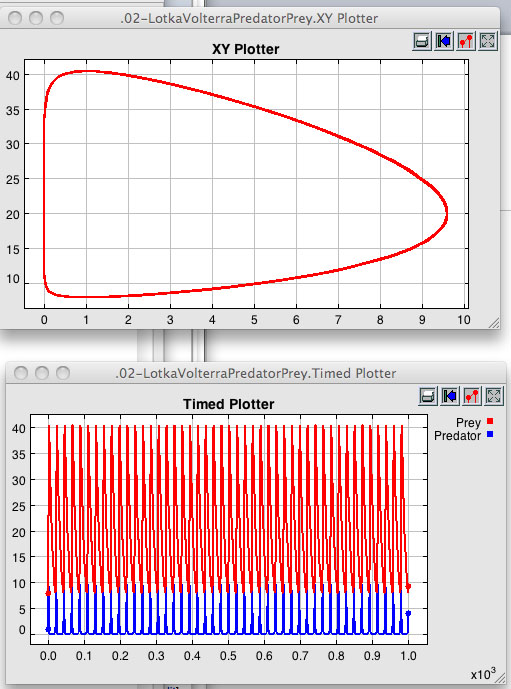 .02-LotkaVolterraPredatorPrey.XY Plotter
XY Plotter
40
35
30
25
20
15
10
0 1 2 3 4 5 6 7 8 9 10
.02-LotkaVolterraPredatorPrey.Timed Plotter
Timed Plotter
Prey
Predator
40
35
30
25
20
15
10
5
0
0.0 0.1 0.2 0.3 0.4 0.5 0.6 0.7 0.8 0.9 1.0
x10³